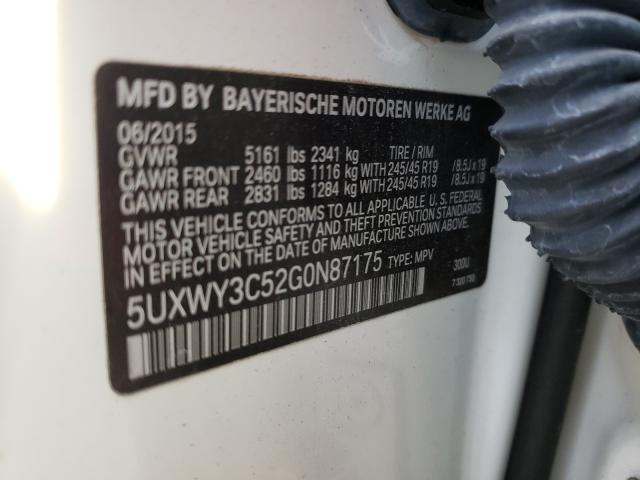 MFD BY BAYERISCHE MOTOREN WERKE AG
06/2015
GVWR 5161 lbs 2341 kg TIRE / RIM
GAWR FRONT 2460 lbs 1116 kg WITH 245/45 R19 /8.5J x 19
GAWR REAR 2831 lbs 1284 kg WITH 245/45 R19 /8.5J x 19
THIS VEHICLE CONFORMS TO ALL APPLICABLE U. S. FEDERAL
MOTOR VEHICLE SAFETY AND THEFT PREVENTION STANDARDS
IN EFFECT ON THE DATE OF MANUFACTURE SHOWN ABOVE.
5UXWY3C52G0N87175 TYPE: MPV 300U